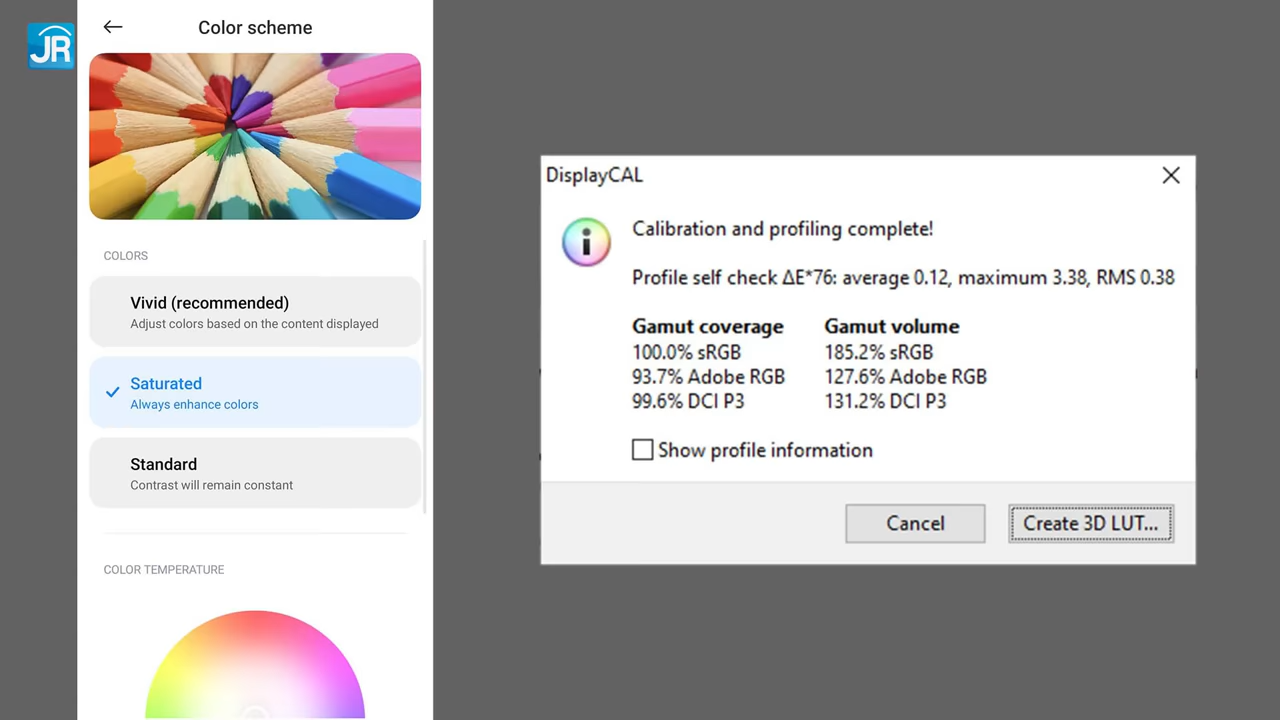 JR
Color scheme
COLORS
Vivid (recommended)
Adjust colors based on the content displayed
Saturated
Always enhance colors
Standard
Contrast will remain constant
COLOR TEMPERATURE
DisplayCAL
Calibration and profiling complete!
Profile self check ΔE*76: average 0.12, maximum 3.38, RMS 0.38
Gamut coverage Gamut volume
100.0% sRGB 185.2% sRGB
93.7% Adobe RGB 127.6% Adobe RGB
99.6% DCI P3 131.2% DCI P3
Show profile information
Cancel Create 3D LUT...